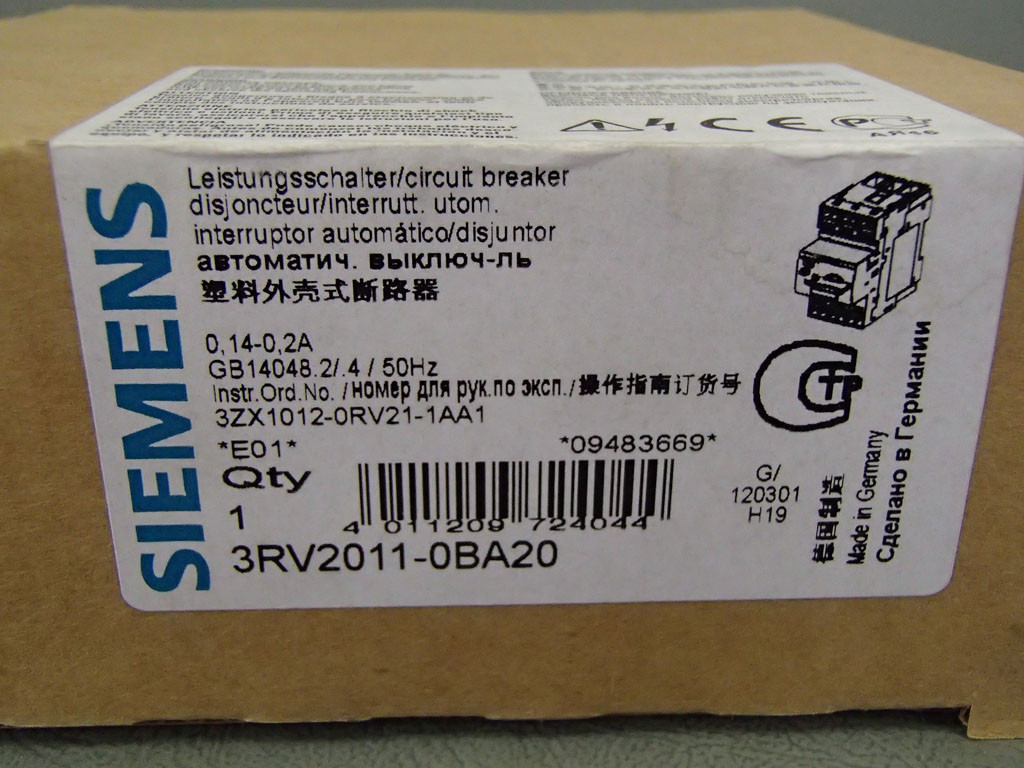 CE
АЯ46
SIEMENS
Leistungsschalter/circuit breaker
disjoncteur/interrutt. utom.
interruptor automático/disjuntor
автоматич. выключ-ль
塑料外壳式断路器
0,14-0,2A
GB14048.2/.4 / 50Hz
Instr.Ord.No. /номер для рук.по эксп./操作指南订货号
3ZX1012-0RV21-1AA1
*E01* *09483669*
Qty
1
4 011209 724044
3RV2011-0BA20
G/
120301
H19
德国制造
Made in Germany
Сделано в Германии